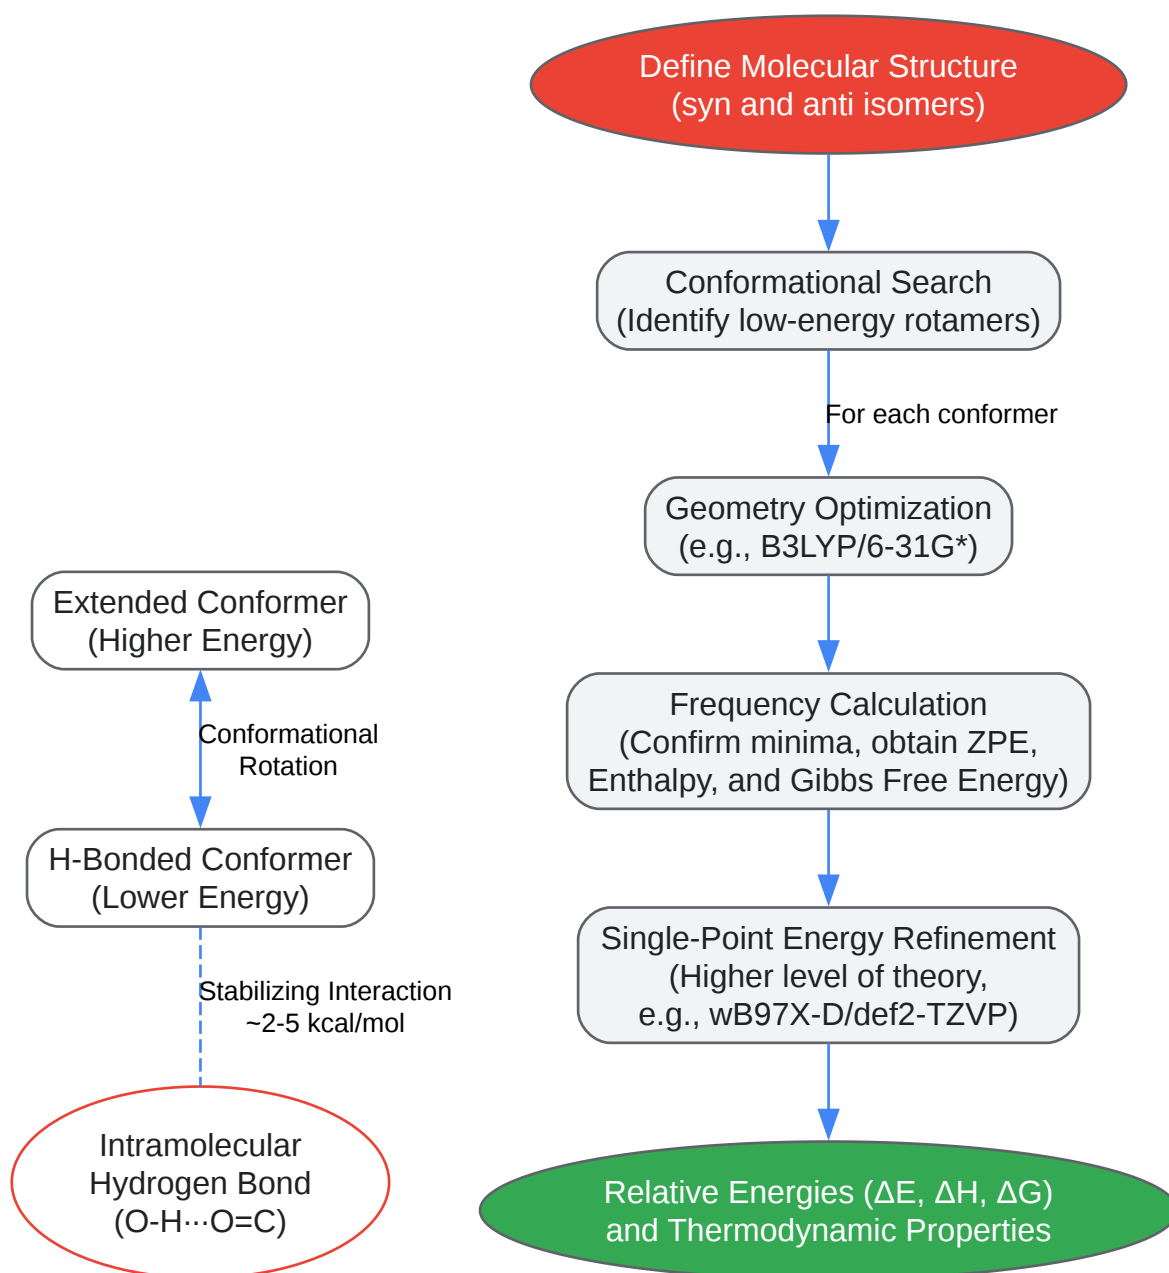 Define Molecular Structure
(syn and anti isomers)
Conformational Search
(Identify low-energy rotamers)
For each conformer
Geometry Optimization
(e.g., B3LYP/6-31G*)
Extended Conformer
(Higher Energy)
Frequency Calculation
(Confirm minima, obtain ZPE,
Enthalpy, and Gibbs Free Energy)
Conformational
Rotation
H-Bonded Conformer
(Lower Energy)
Single-Point Energy Refinement
(Higher level of theory,
e.g., wB97X-D/def2-TZVP)
Stabilizing Interaction
~2-5 kcal/mol
Intramolecular
Hydrogen Bond
(O-H···O=C)
Relative Energies (ΔE, ΔH, ΔG)
and Thermodynamic Properties